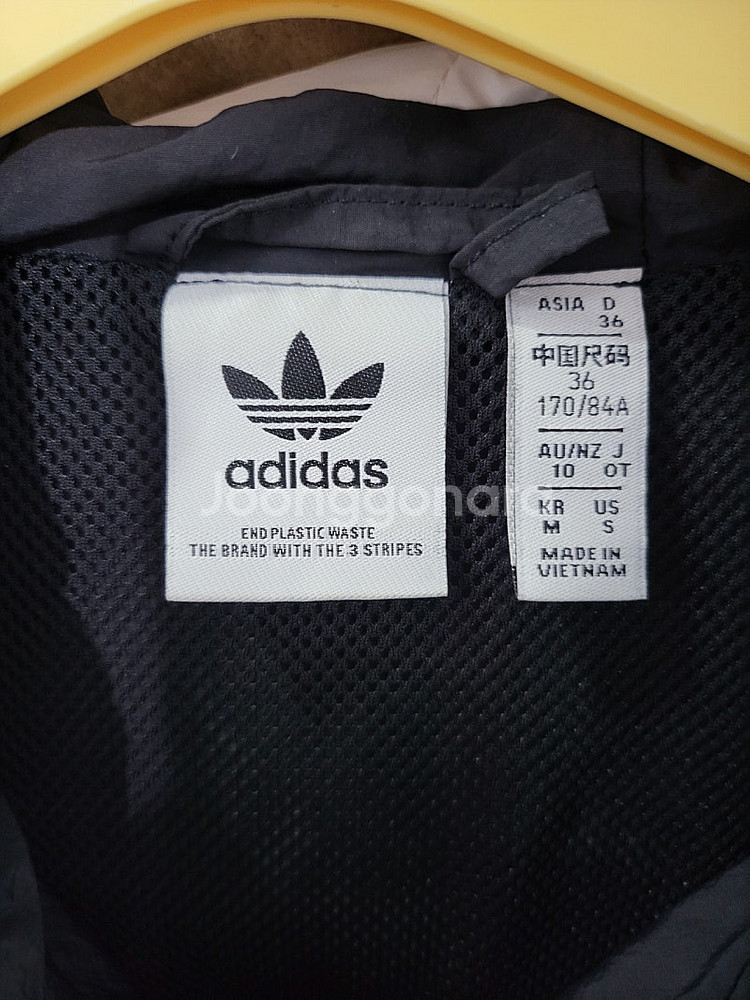 adidas
END PLASTIC WASTE
THE BRAND WITH THE 3 STRIPES
ASIA D
36
中国尺码
36
170/84A
AU/NZ J
10 OT
KR US
M S
MADE IN
VIETNAM
Joonggonara